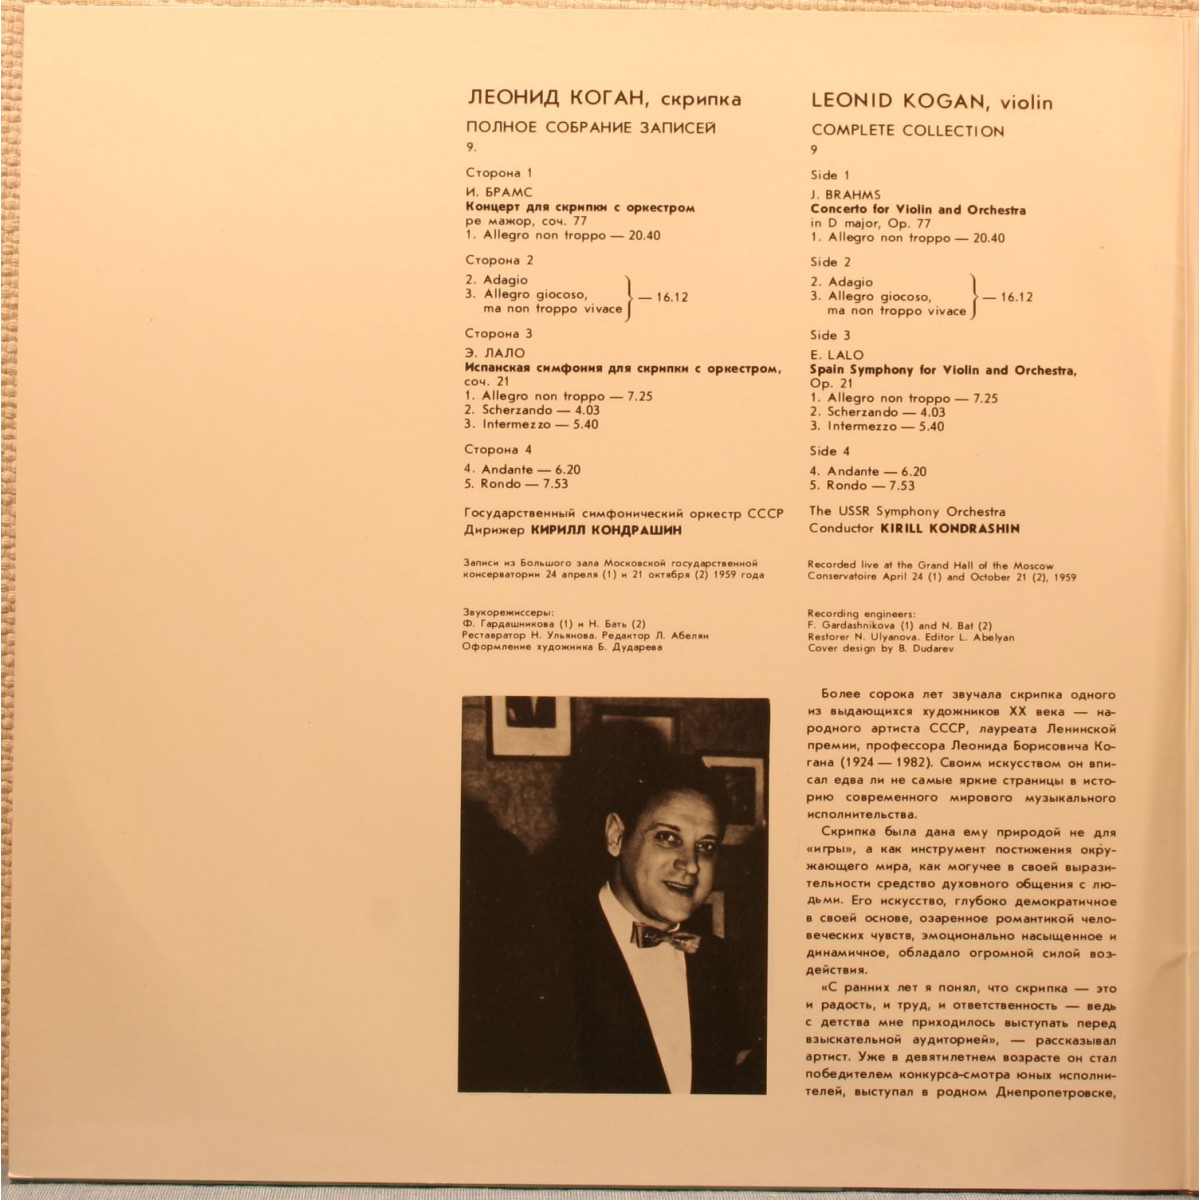 ЛЕОНИД КОГАН, скрипка
ПОЛНОЕ СОБРАНИЕ ЗАПИСЕЙ
9.
Сторона 1
И. БРАМС
Концерт для скрипки с оркестром
ре мажор, соч. 77
1. Allegro non troppo — 20.40
Сторона 2
2. Adagio
3. Allegro giocoso,
ma non troppo vivace } — 16.12
Сторона 3
Э. ЛАЛО
Испанская симфония для скрипки с оркестром,
соч. 21
1. Allegro non troppo — 7.25
2. Scherzando — 4.03
3. Intermezzo — 5.40
Сторона 4
4. Andante — 6.20
5. Rondo — 7.53
Государственный симфонический оркестр СССР
Дирижер КИРИЛЛ КОНДРАШИН
Записи из Большого зала Московской государственной
консерватории 24 апреля (1) и 21 октября (2) 1959 года
Звукорежиссеры:
Ф. Гардашникова (1) и Н. Бать (2)
Реставратор Н. Ульянова. Редактор Л. Абелян
Оформление художника Б. Дударева
LEONID KOGAN, violin
COMPLETE COLLECTION
9
Side 1
J. BRAHMS
Concerto for Violin and Orchestra
in D major, Op. 77
1. Allegro non troppo — 20.40
Side 2
2. Adagio
3. Allegro giocoso,
ma non troppo vivace } — 16.12
Side 3
E. LALO
Spain Symphony for Violin and Orchestra,
Op. 21
1. Allegro non troppo — 7.25
2. Scherzando — 4.03
3. Intermezzo — 5.40
Side 4
4. Andante — 6.20
5. Rondo — 7.53
The USSR Symphony Orchestra
Conductor KIRILL KONDRASHIN
Recorded live at the Grand Hall of the Moscow
Conservatoire April 24 (1) and October 21 (2), 1959
Recording engineers:
F. Gardashnikova (1) and N. Bat (2)
Restorer N. Ulyanova. Editor L. Abelyan
Cover design by B. Dudarev
Более сорока лет звучала скрипка одного
из выдающихся художников XX века — на-
родного артиста СССР, лауреата Ленинской
премии, профессора Леонида Борисовича Ко-
гана (1924 — 1982). Своим искусством он впи-
сал едва ли не самые яркие страницы в исто-
рию современного мирового музыкального
исполнительства.
Скрипка была дана ему природой не для
«игры», а как инструмент постижения окру-
жающего мира, как могучее в своей вырази-
тельности средство духовного общения с лю-
дьми. Его искусство, глубоко демократичное
в своей основе, озаренное романтикой чело-
веческих чувств, эмоционально насыщенное и
динамичное, обладало огромной силой воз-
действия.
«С ранних лет я понял, что скрипка — это
и радость, и труд, и ответственность — ведь
с детства мне приходилось выступать перед
взыскательной аудиторией», — рассказывал
артист. Уже в девятилетнем возрасте он стал
победителем конкурса-смотра юных исполни-
телей, выступал в родном Днепропетровске,